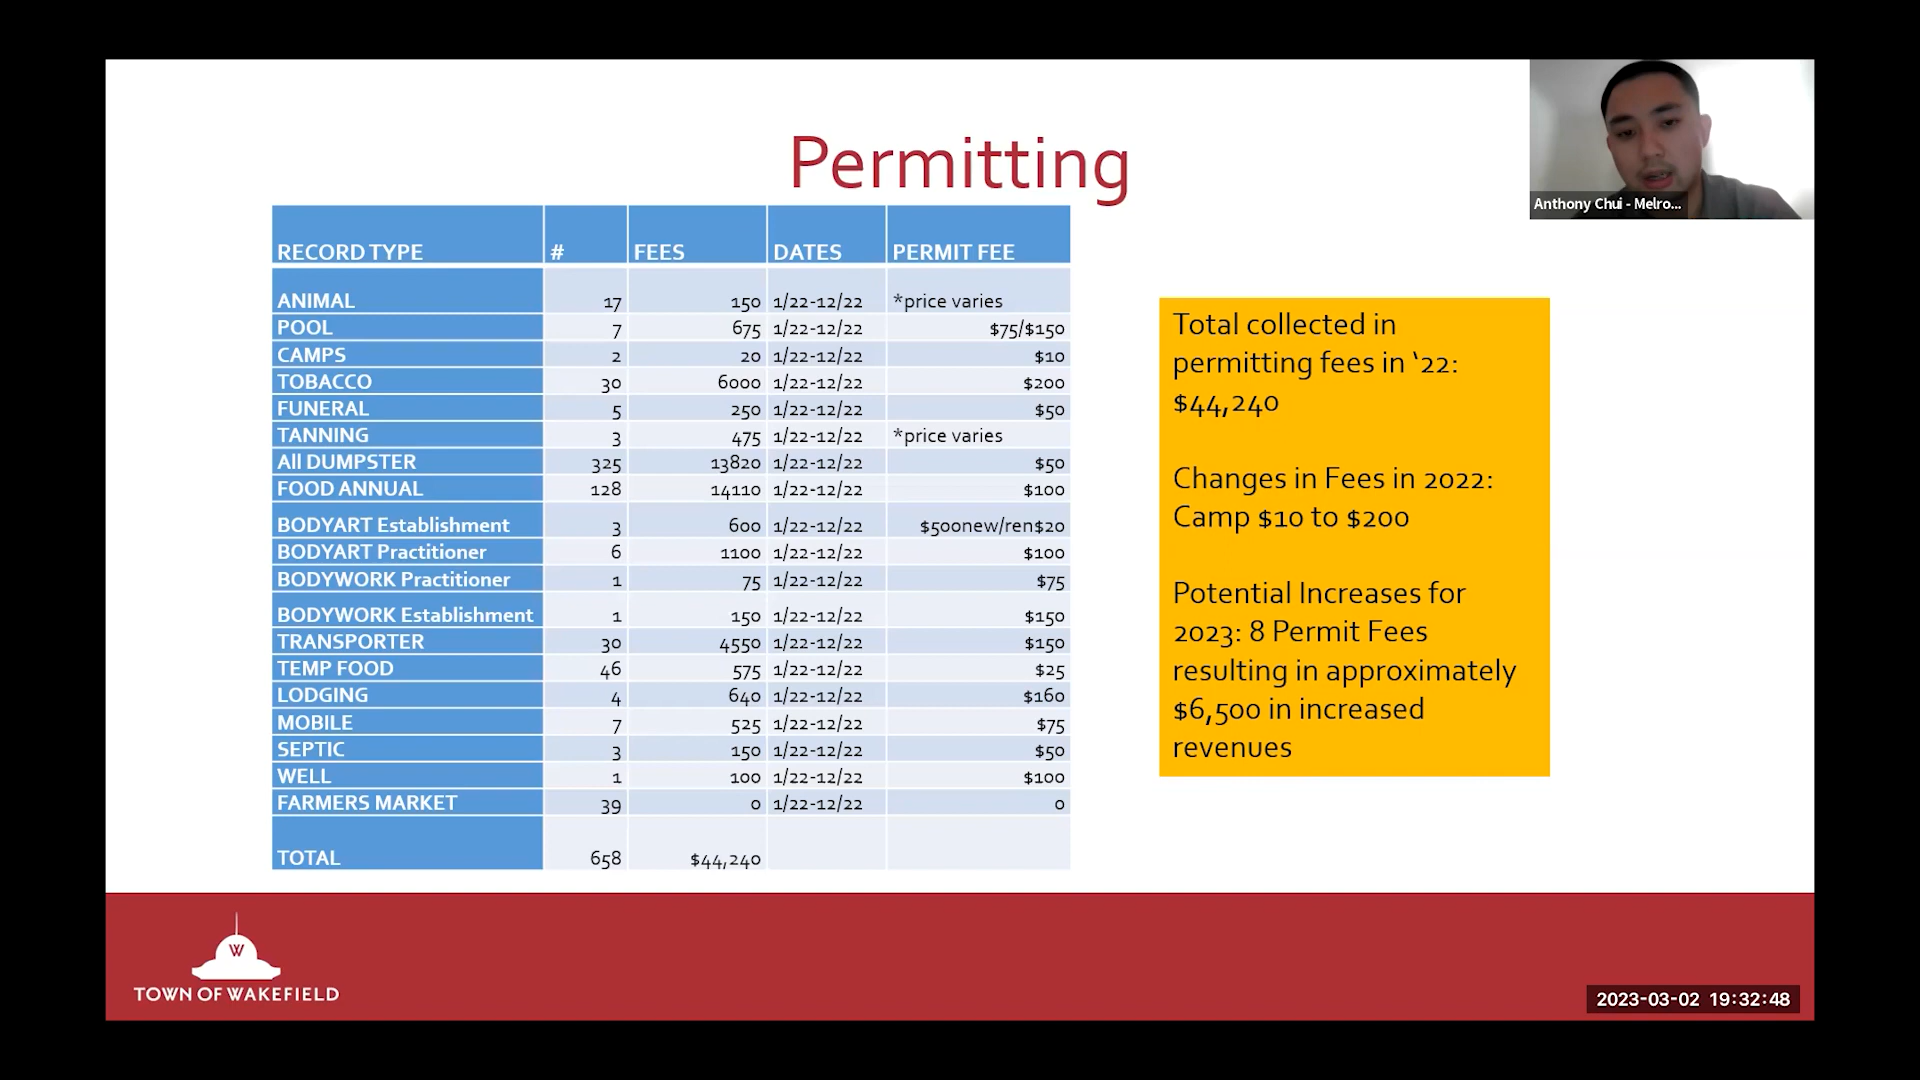 Permitting
Anthony Chui - Melro...
RECORD TYPE # FEES DATES PERMIT FEE
ANIMAL 17 150 1/22-12/22 *price varies
POOL 7 675 1/22-12/22 $75/$150
CAMPS 2 20 1/22-12/22 $10
TOBACCO 30 6000 1/22-12/22 $200
FUNERAL 5 250 1/22-12/22 $50
TANNING 3 475 1/22-12/22 *price varies
All DUMPSTER 325 13820 1/22-12/22 $50
FOOD ANNUAL 128 14110 1/22-12/22 $100
BODYART Establishment 3 600 1/22-12/22 $500new/ren$20
BODYART Practitioner 6 1100 1/22-12/22 $100
BODYWORK Practitioner 1 75 1/22-12/22 $75
BODYWORK Establishment 1 150 1/22-12/22 $150
TRANSPORTER 30 4550 1/22-12/22 $150
TEMP FOOD 46 575 1/22-12/22 $25
LODGING 4 640 1/22-12/22 $160
MOBILE 7 525 1/22-12/22 $75
SEPTIC 3 150 1/22-12/22 $50
WELL 1 100 1/22-12/22 $100
FARMERS MARKET 39 0 1/22-12/22 0
TOTAL 658 $44,240
Total collected in
permitting fees in ‘22:
$44,240
Changes in Fees in 2022:
Camp $10 to $200
Potential Increases for
2023: 8 Permit Fees
resulting in approximately
$6,500 in increased
revenues
W
TOWN OF WAKEFIELD
2023-03-02 19:32:48